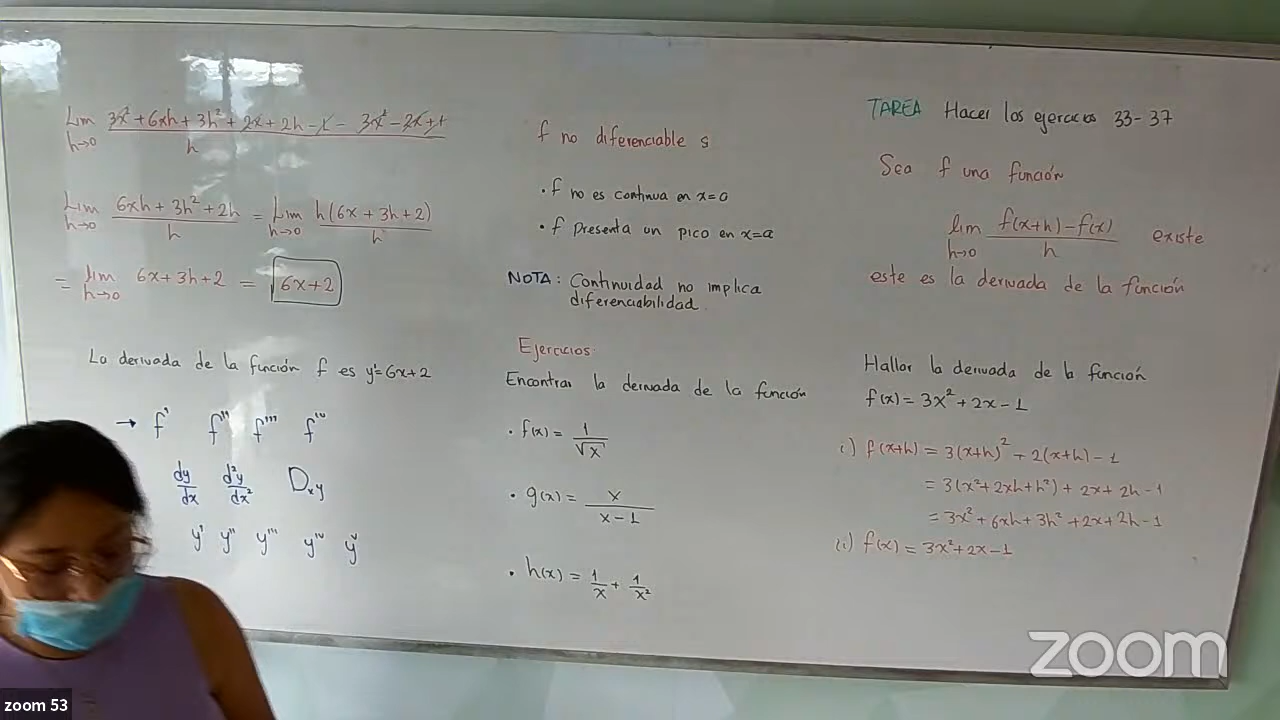 Lim 3x² + 6xh + 3h² + 2x + 2h - 1 - 3x² - 2x + 1
h→0 h
Lim 6xh + 3h² + 2h = Lim h(6x + 3h + 2)
h→0 h h→0 h
= lim 6x + 3h + 2 = 6x+2
h→0
La derivada de la función f es y'=6x+2
→ f' f'' f''' f^IV
dy/dx d²y/dx² Dxy
y' y'' y''' y^IV y^V
f no diferenciable s
• f no es continua en x=a
• f presenta un pico en x=a
NOTA: Continuidad no implica
diferenciabilidad.
Ejercicios:
Encontrar la derivada de la función
• f(x) = 1/√x
• g(x) = x/(x-1)
• h(x) = 1/x + 1/x²
TAREA Hacer los ejercicios 33-37
Sea f una función
lim f(x+h) - f(x) existe
h→0 h
este es la derivada de la función
Hallar la derivada de la función
f(x) = 3x² + 2x - 1
i) f(x+h) = 3(x+h)² + 2(x+h) - 1
= 3(x²+2xh+h²) + 2x + 2h - 1
= 3x² + 6xh + 3h² + 2x + 2h - 1
ii) f(x) = 3x² + 2x - 1
zoom
zoom 53